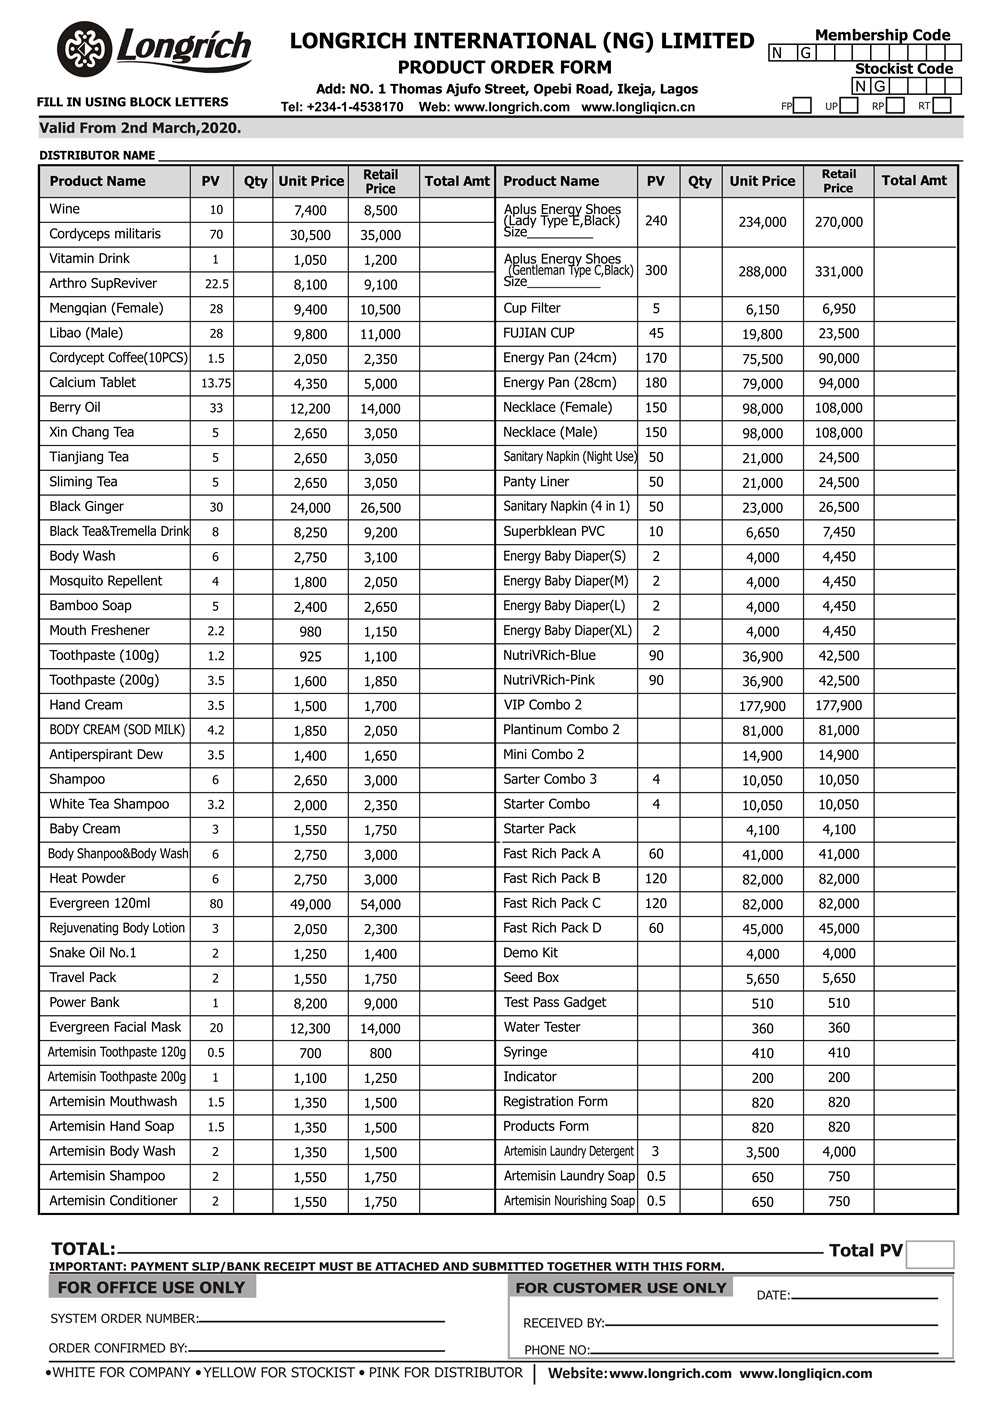 Longrich
LONGRICH INTERNATIONAL (NG) LIMITED
PRODUCT ORDER FORM
Add: NO. 1 Thomas Ajufo Street, Opebi Road, Ikeja, Lagos
Tel: +234-1-4538170 Web: www.longrich.com www.longliqicn.cn
Membership Code
N G
Stockist Code
N G
FP UP RP RT
FILL IN USING BLOCK LETTERS
Valid From 2nd March,2020.
DISTRIBUTOR NAME
Product Name PV Qty Unit Price Retail Price Total Amt Product Name PV Qty Unit Price Retail Price Total Amt
Wine 10 7,400 8,500
Cordyceps militaris 70 30,500 35,000
Aplus Energy Shoes
(Lady Type E,Black) 240 234,000 270,000
Size__________
Vitamin Drink 1 1,050 1,200
Arthro SupReviver 22.5 8,100 9,100
Aplus Energy Shoes
(Gentleman Type C,Black) 300 288,000 331,000
Size___________
Mengqian (Female) 28 9,400 10,500 Cup Filter 5 6,150 6,950
Libao (Male) 28 9,800 11,000 FUJIAN CUP 45 19,800 23,500
Cordycept Coffee(10PCS) 1.5 2,050 2,350 Energy Pan (24cm) 170 75,500 90,000
Calcium Tablet 13.75 4,350 5,000 Energy Pan (28cm) 180 79,000 94,000
Berry Oil 33 12,200 14,000 Necklace (Female) 150 98,000 108,000
Xin Chang Tea 5 2,650 3,050 Necklace (Male) 150 98,000 108,000
Tianjiang Tea 5 2,650 3,050 Sanitary Napkin (Night Use) 50 21,000 24,500
Sliming Tea 5 2,650 3,050 Panty Liner 50 21,000 24,500
Black Ginger 30 24,000 26,500 Sanitary Napkin (4 in 1) 50 23,000 26,500
Black Tea&Tremella Drink 8 8,250 9,200 Superbklean PVC 10 6,650 7,450
Body Wash 6 2,750 3,100 Energy Baby Diaper(S) 2 4,000 4,450
Mosquito Repellent 4 1,800 2,050 Energy Baby Diaper(M) 2 4,000 4,450
Bamboo Soap 5 2,400 2,650 Energy Baby Diaper(L) 2 4,000 4,450
Mouth Freshener 2.2 980 1,150 Energy Baby Diaper(XL) 2 4,000 4,450
Toothpaste (100g) 1.2 925 1,100 NutriVRich-Blue 90 36,900 42,500
Toothpaste (200g) 3.5 1,600 1,850 NutriVRich-Pink 90 36,900 42,500
Hand Cream 3.5 1,500 1,700 VIP Combo 2 177,900 177,900
BODY CREAM (SOD MILK) 4.2 1,850 2,050 Plantinum Combo 2 81,000 81,000
Antiperspirant Dew 3.5 1,400 1,650 Mini Combo 2 14,900 14,900
Shampoo 6 2,650 3,000 Sarter Combo 3 4 10,050 10,050
White Tea Shampoo 3.2 2,000 2,350 Starter Combo 4 10,050 10,050
Baby Cream 3 1,550 1,750 Starter Pack 4,100 4,100
Body Shanpoo&Body Wash 6 2,750 3,000 Fast Rich Pack A 60 41,000 41,000
Heat Powder 6 2,750 3,000 Fast Rich Pack B 120 82,000 82,000
Evergreen 120ml 80 49,000 54,000 Fast Rich Pack C 120 82,000 82,000
Rejuvenating Body Lotion 3 2,050 2,300 Fast Rich Pack D 60 45,000 45,000
Snake Oil No.1 2 1,250 1,400 Demo Kit 4,000 4,000
Travel Pack 2 1,550 1,750 Seed Box 5,650 5,650
Power Bank 1 8,200 9,000 Test Pass Gadget 510 510
Evergreen Facial Mask 20 12,300 14,000 Water Tester 360 360
Artemisin Toothpaste 120g 0.5 700 800 Syringe 410 410
Artemisin Toothpaste 200g 1 1,100 1,250 Indicator 200 200
Artemisin Mouthwash 1.5 1,350 1,500 Registration Form 820 820
Artemisin Hand Soap 1.5 1,350 1,500 Products Form 820 820
Artemisin Body Wash 2 1,350 1,500 Artemisin Laundry Detergent 3 3,500 4,000
Artemisin Shampoo 2 1,550 1,750 Artemisin Laundry Soap 0.5 650 750
Artemisin Conditioner 2 1,550 1,750 Artemisin Nourishing Soap 0.5 650 750
TOTAL: Total PV
IMPORTANT: PAYMENT SLIP/BANK RECEIPT MUST BE ATTACHED AND SUBMITTED TOGETHER WITH THIS FORM.
FOR OFFICE USE ONLY
SYSTEM ORDER NUMBER:
ORDER CONFIRMED BY:
FOR CUSTOMER USE ONLY DATE:
RECEIVED BY:
PHONE NO:
•WHITE FOR COMPANY •YELLOW FOR STOCKIST • PINK FOR DISTRIBUTOR | Website: www.longrich.com www.longliqicn.com